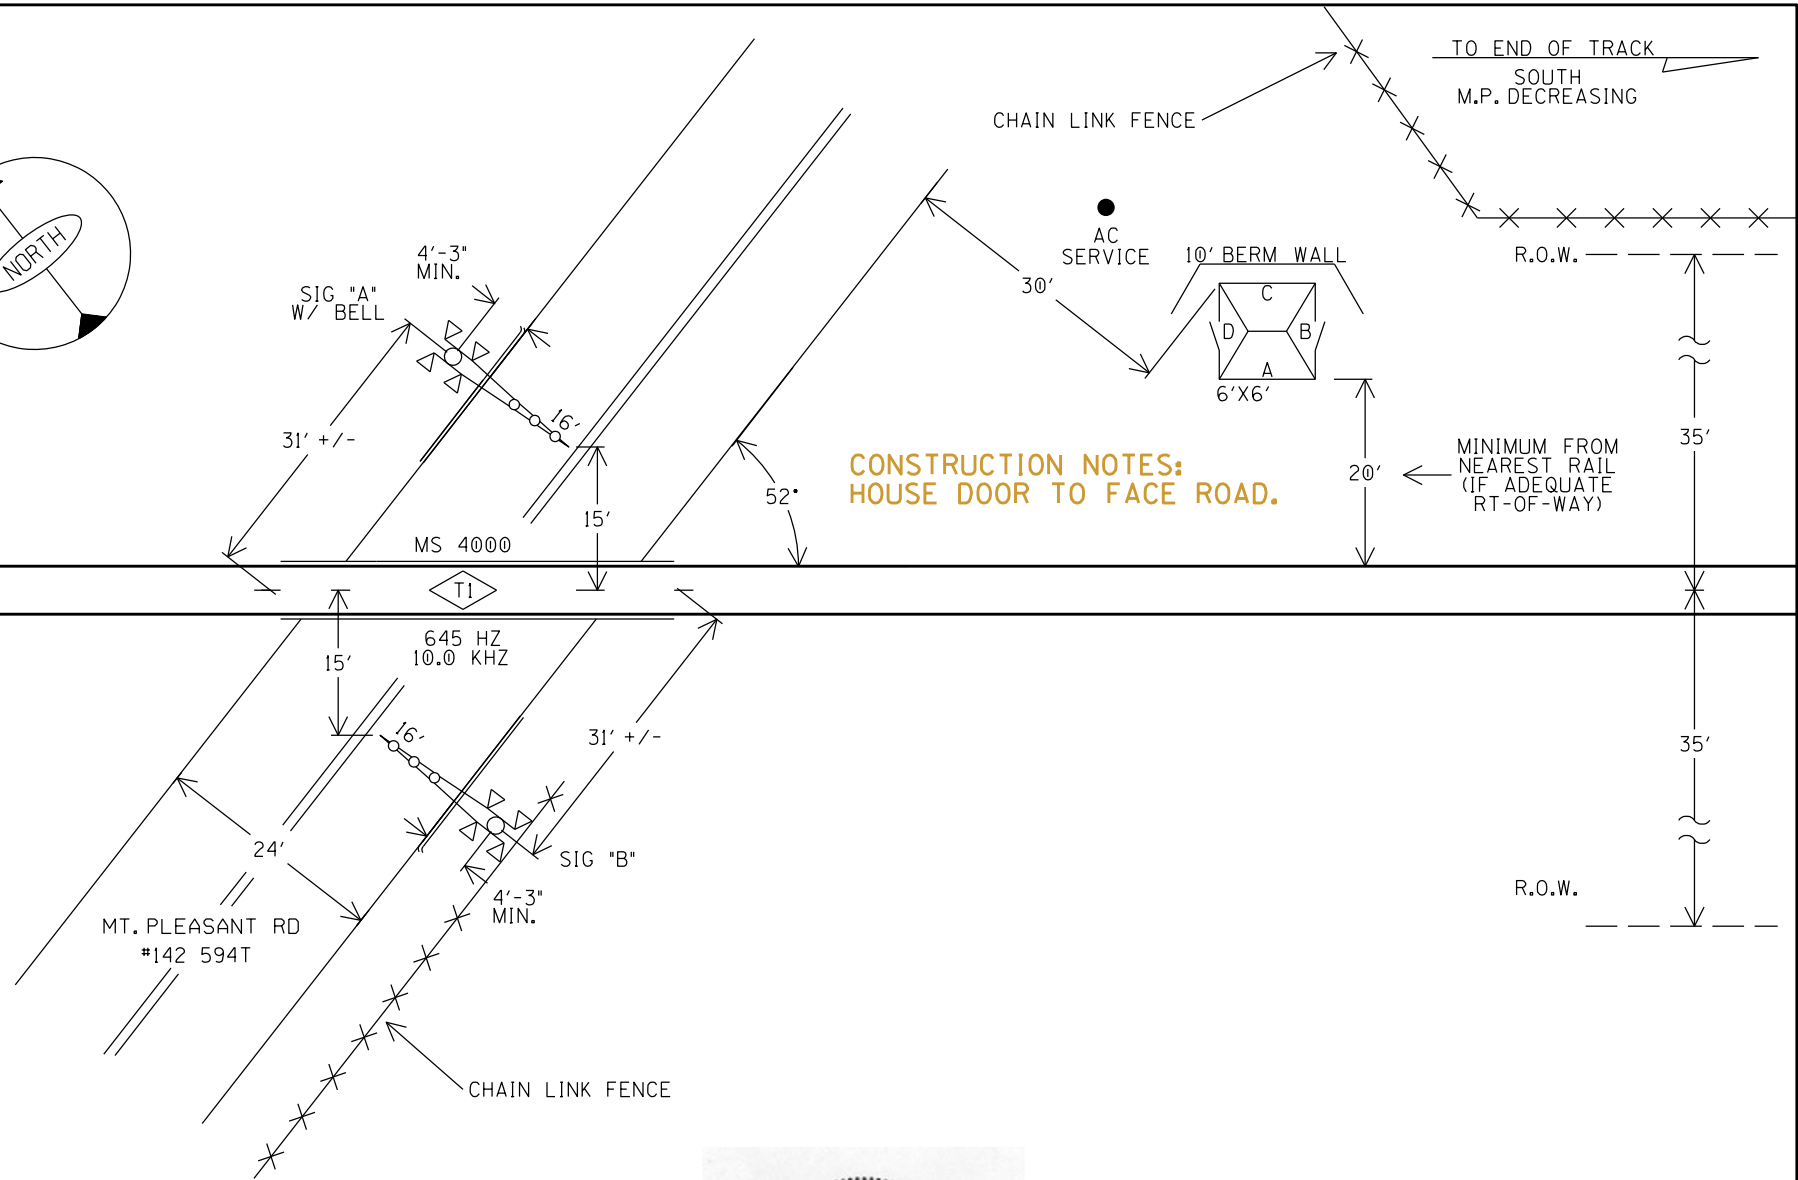 TO END OF TRACK
SOUTH
M.P. DECREASING
CHAIN LINK FENCE
NORTH
AC
SERVICE
10' BERM WALL
R.O.W.
4'-3"
MIN.
SIG "A"
W/ BELL
30'
C
D
B
A
6'X6'
16'
31' +/-
35'
20'
MINIMUM FROM
NEAREST RAIL
(IF ADEQUATE
RT-OF-WAY)
CONSTRUCTION NOTES:
HOUSE DOOR TO FACE ROAD.
52°
15'
MS 4000
T1
645 HZ
10.0 KHZ
15'
16'
31' +/-
35'
24'
SIG "B"
4'-3"
MIN.
R.O.W.
MT. PLEASANT RD
#142 594T
CHAIN LINK FENCE